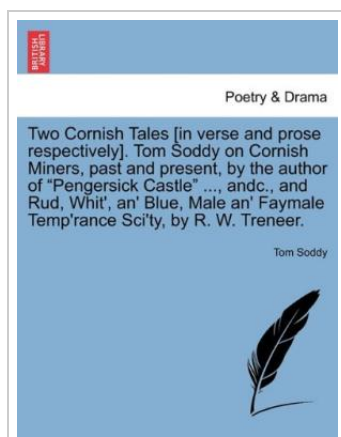 BRITISH
LIBRARY
Poetry & Drama
Two Cornish Tales [in verse and prose
respectively]. Tom Soddy on Cornish
Miners, past and present, by the author
of “Pengersick Castle” ..., andc., and
Rud, Whit', an' Blue, Male an' Faymale
Temp'rance Sci'ty, by R. W. Treneer.
Tom Soddy